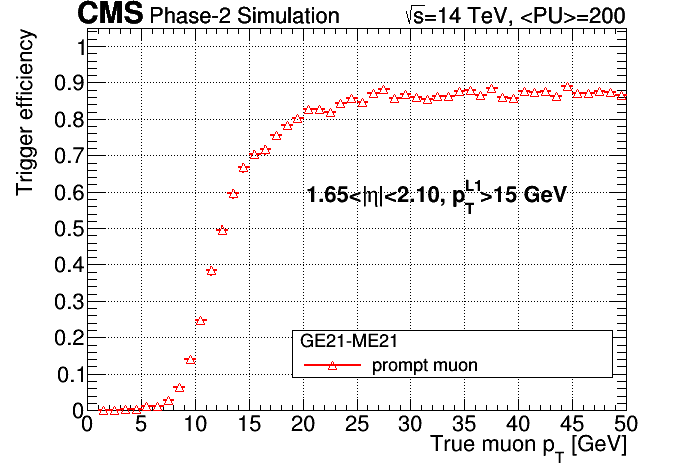 CMS Phase-2 Simulation √s=14 TeV, <PU>=200
Trigger efficiency
1
0.9
0.8
0.7
0.6
0.5
0.4
0.3
0.2
0.1
0
1.65<|η|<2.10, p_T^L1>15 GeV
GE21-ME21
prompt muon
0 5 10 15 20 25 30 35 40 45 50
True muon p_T [GeV]